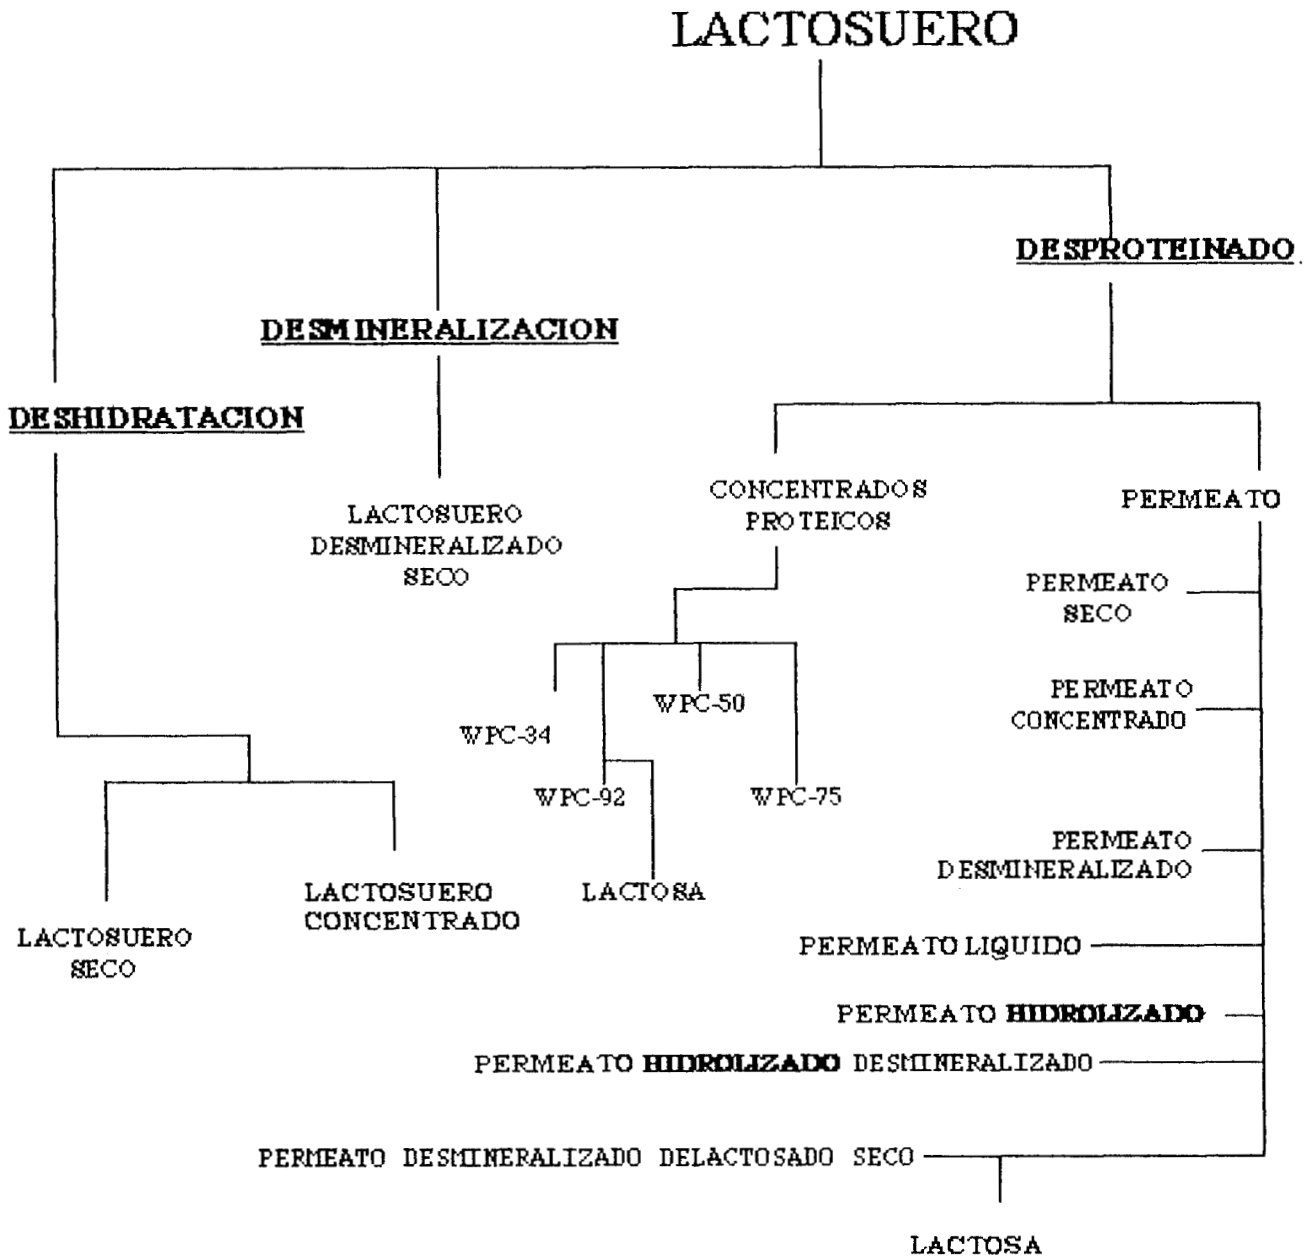 LACTOSUERO
DESPROTEINADO
DESMINERALIZACION
DESHIDRATACION
CONCENTRADOS
PROTEICOS
PERMEATO
LACTOSUERO
DESMINERALIZADO
SECO
PERMEATO
SECO
PERMEATO
CONCENTRADO
WPC-50
WPC-34
WPC-92
WPC-75
PERMEATO
DESMINERALIZADO
LACTOSUERO
CONCENTRADO
LACTOSA
LACTOSUERO
SECO
PERMEATO LIQUIDO
PERMEATO HIDROLIZADO
PERMEATO HIDROLIZADO DESMINERALIZADO
PERMEATO DESMINERALIZADO DELACTOSADO SECO
LACTOSA